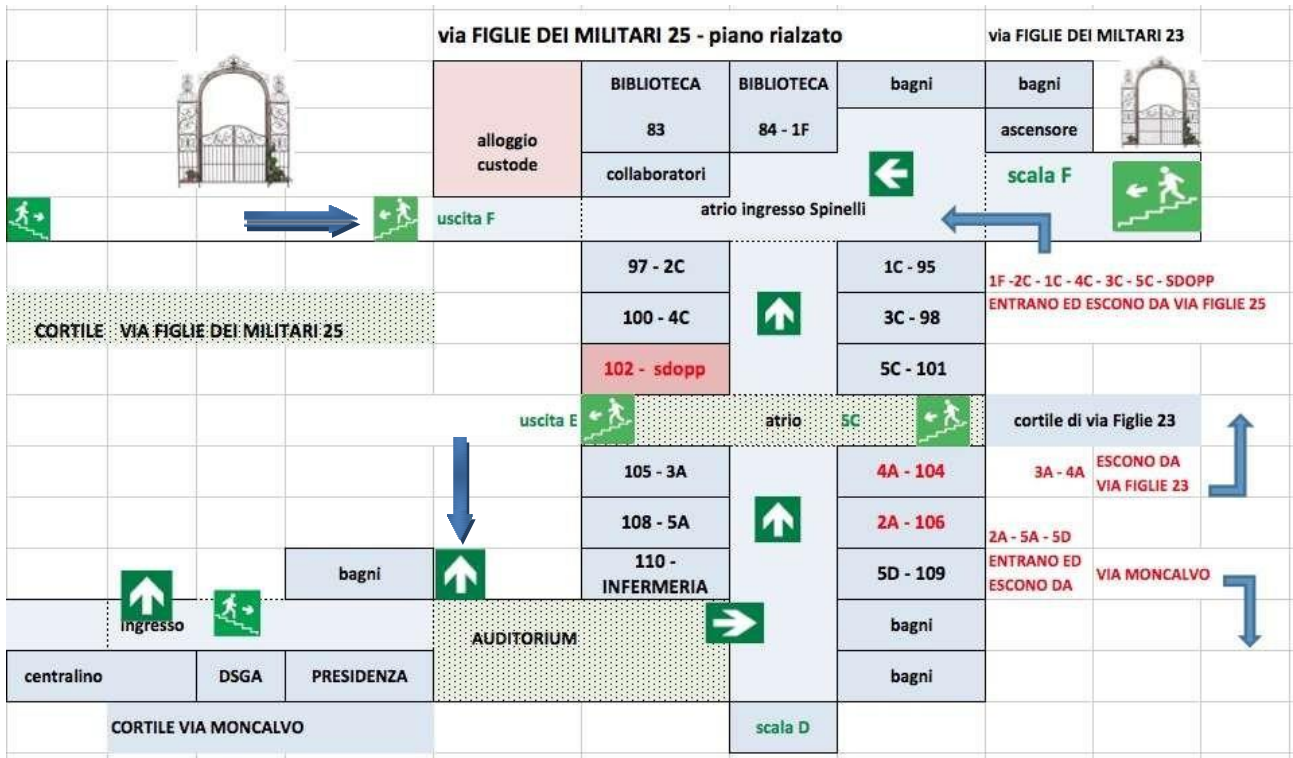 via FIGLIE DEI MILITARI 25 - piano rialzato
via FIGLIE DEI MILTARI 23
BIBLIOTECA
BIBLIOTECA
bagni
bagni
83
84 - 1F
ascensore
alloggio
custode
collaboratori
scala F
uscita F
atrio ingresso Spinelli
97 - 2C
1C - 95
1F -2C - 1C - 4C - 3C - 5C - SDOPP
ENTRANO ED ESCONO DA VIA FIGLIE 25
CORTILE VIA FIGLIE DEI MILITARI 25
100 - 4C
3C - 98
102 - sdopp
5C - 101
uscita E
atrio
5C
cortile di via Figlie 23
105 - 3A
4A - 104
3A - 4A
ESCONO DA
VIA FIGLIE 23
108 - 5A
2A - 106
2A - 5A - 5D
ENTRANO ED
ESCONO DA
VIA MONCALVO
bagni
110 -
INFERMERIA
5D - 109
ingresso
AUDITORIUM
bagni
centralino
DSGA
PRESIDENZA
bagni
CORTILE VIA MONCALVO
scala D